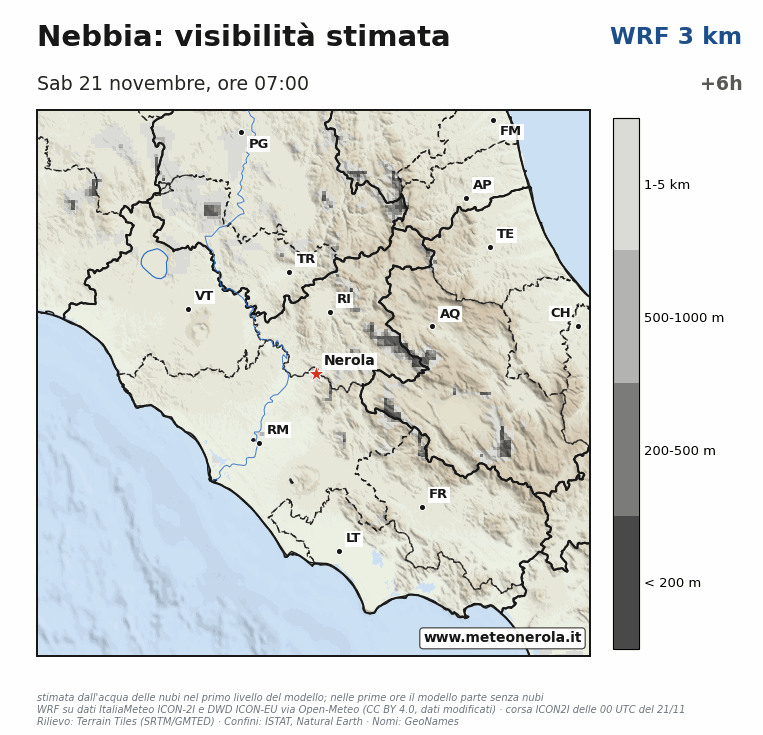 Nebbia: visibilità stimata
WRF 3 km
Sab 21 novembre, ore 07:00
+6h
FM
PG
AP
TE
TR
VT
RI
AQ
CH
Nerola
RM
FR
LT
www.meteonerola.it
1-5 km
500-1000 m
200-500 m
< 200 m
stimata dall'acqua delle nubi nel primo livello del modello; nelle prime ore il modello parte senza nubi
WRF su dati ItaliaMeteo ICON-2I e DWD ICON-EU via Open-Meteo (CC BY 4.0, dati modificati) · corsa ICON2I delle 00 UTC del 21/11
Rilievo: Terrain Tiles (SRTM/GMTED) · Confini: ISTAT, Natural Earth · Nomi: GeoNames